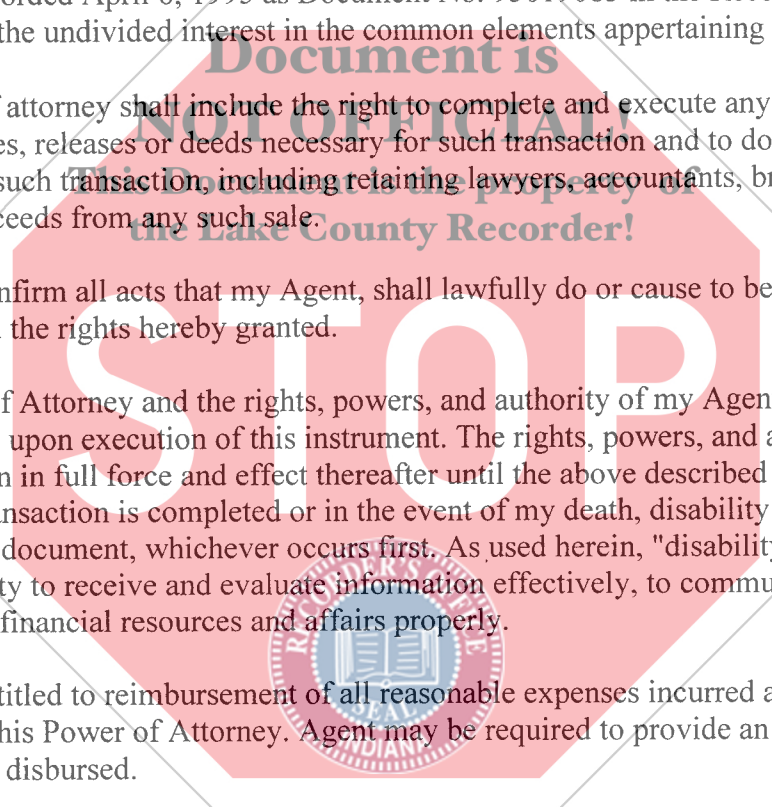 the undivided interest in the common elements appertaining
Document is
f attorney shall include the right to complete and execute any
NOT OFFICIAL!
es, releases or deeds necessary for such transaction and to do
This Document is the property of
such transaction, including retaining lawyers, accountants, br
ceeds from any such sale.
the Lake County Recorder!
nfirm all acts that my Agent, shall lawfully do or cause to be
the rights hereby granted.
STOP
f Attorney and the rights, powers, and authority of my Agen
upon execution of this instrument. The rights, powers, and a
n in full force and effect thereafter until the above described
nsaction is completed or in the event of my death, disability
document, whichever occurs first. As used herein, "disability
ty to receive and evaluate information effectively, to commu
financial resources and affairs properly.
RECORDER'S OFFICE
SEAL
INDIANA
titled to reimbursement of all reasonable expenses incurred a
his Power of Attorney. Agent may be required to provide an
disbursed.